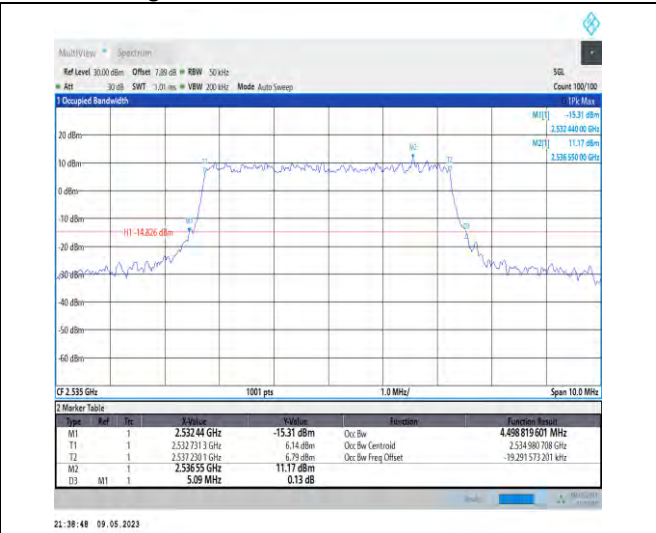 MultiView Spectrum
Ref Level 30.00 dBm Offset 7.89 dB RBW 50 kHz SGL
Att 30 dB SWT 1.01 ms VBW 200 kHz Mode Auto Sweep Count 100/100
1 Occupied Bandwidth 1Pk Max
M1[1] -15.31 dBm
2.532 440 00 GHz
20 dBm
M2[1] 11.17 dBm
2.536 550 00 GHz
M2
T1 T2
10 dBm
0 dBm
-10 dBm
M1
H1 -14.826 dBm
D3
-20 dBm
-30 dBm
-40 dBm
-50 dBm
-60 dBm
CF 2.535 GHz 1001 pts 1.0 MHz/ Span 10.0 MHz
2 Marker Table
Type Ref Trc X-Value Y-Value Function Function Result
M1 1 2.532 44 GHz -15.31 dBm Occ Bw 4.498 819 601 MHz
T1 1 2.532 731 3 GHz 6.14 dBm Occ Bw Centroid 2.534 980 708 GHz
T2 1 2.537 230 1 GHz 6.79 dBm Occ Bw Freq Offset -19.291 573 201 kHz
M2 1 2.536 55 GHz 11.17 dBm
D3 M1 1 5.09 MHz 0.13 dB
21:38:48 09.05.2023